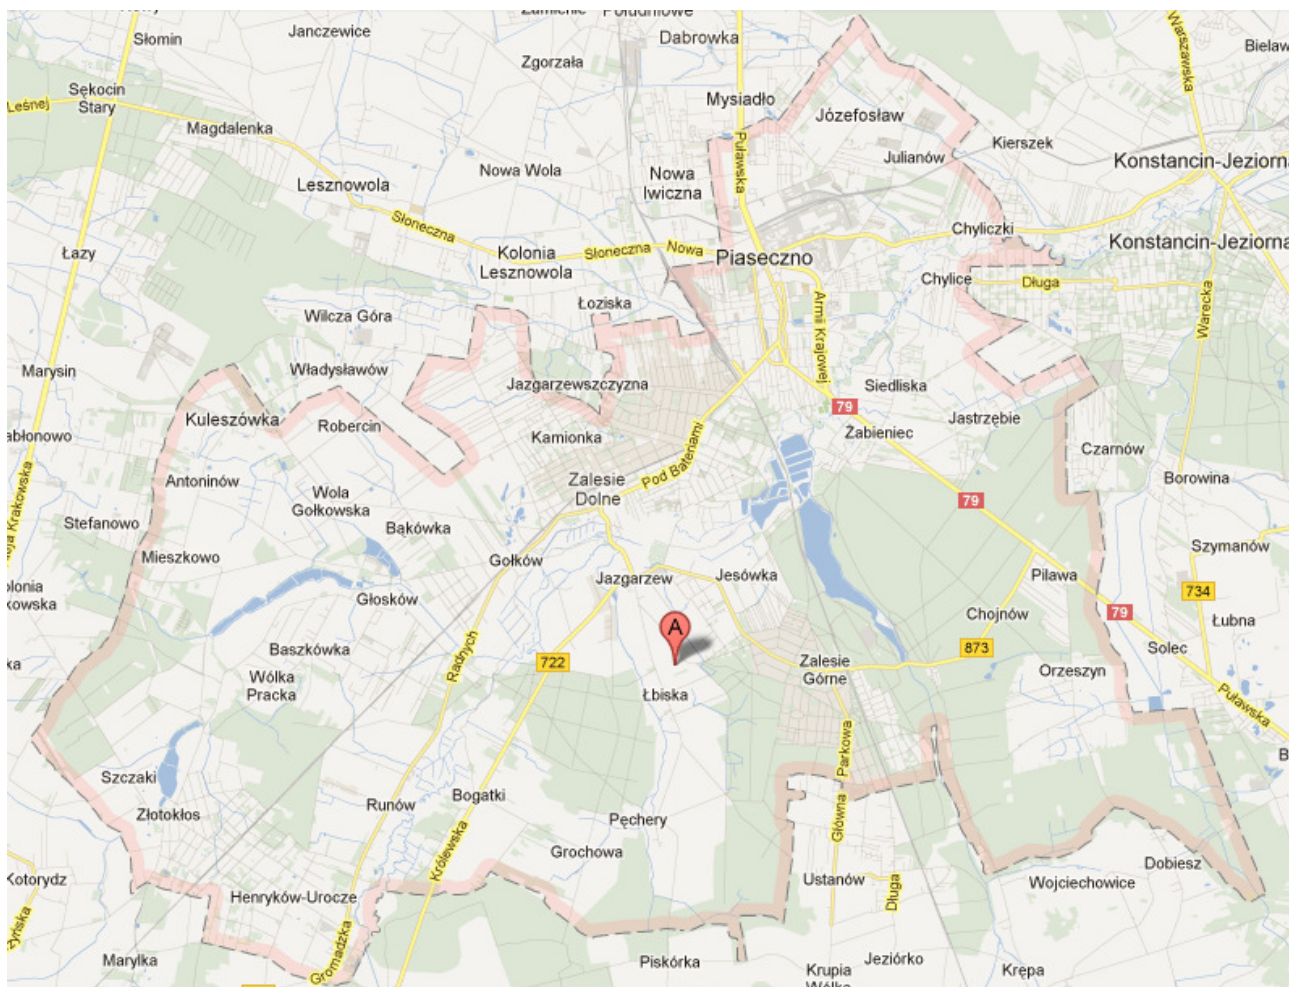 Słomin
Janczewice
Dąbrowka
Zgorzała
Sękocin
Stary
Leśnej
Magdalenka
Mysiadło
Puławska
Józefosław
Julianów
Kierszek
Warszawska
Konstancin-Jeziorna
Nowa Wola
Nowa
Iwiczna
Lesznowola
Słoneczna
Kolonia
Lesznowola
Słoneczna
Nowa
Piaseczno
Chyliczki
Konstancin-Jeziorna
Łazy
Chylice
Długa
Warecka
Łoziska
Wilcza Góra
Armii Krajowej
Władysławów
Marysin
Jazgarzewszczyzna
Siedliska
79
Jastrzębie
Kuleszówka
Robercin
Kamionka
Żabieniec
Czarnów
Pod Bateriami
Zalesie
Dolne
Antoninów
Wola
Gołkowska
Borowina
79
Stefanowo
Bąkówka
Mieszkowo
Gołków
Szymanów
Jazgarzew
Jesówka
Pilawa
Głosków
734
79
Chojnów
Łubna
A
Radnych
Baszkówka
873
Solec
722
Zalesie
Górne
Orzeszyn
Wólka
Pracka
Łbiska
Puławska
Parkowa
Szczaki
Złotokłos
Runów
Bogatki
Pęchery
Główna
Królewska
Grochowa
Dobiesz
Kotorydz
Ustanów
Długa
Wojciechowice
Henryków-Urocze
Gromadzka
Marylka
Piskórka
Jeziórko
Krupia
Krępa